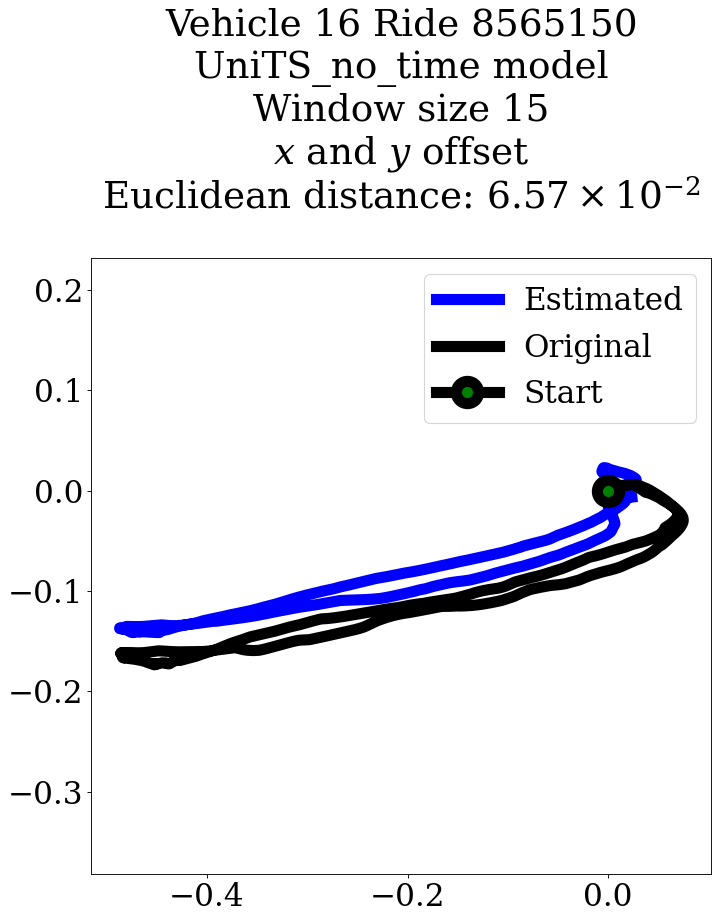 Vehicle 16 Ride 8565150
UniTS_no_time model
Window size 15
x and y offset
Euclidean distance: 6.57 × 10⁻²
Estimated
Original
Start
0.2
0.1
0.0
−0.1
−0.2
−0.3
−0.4
−0.2
0.0